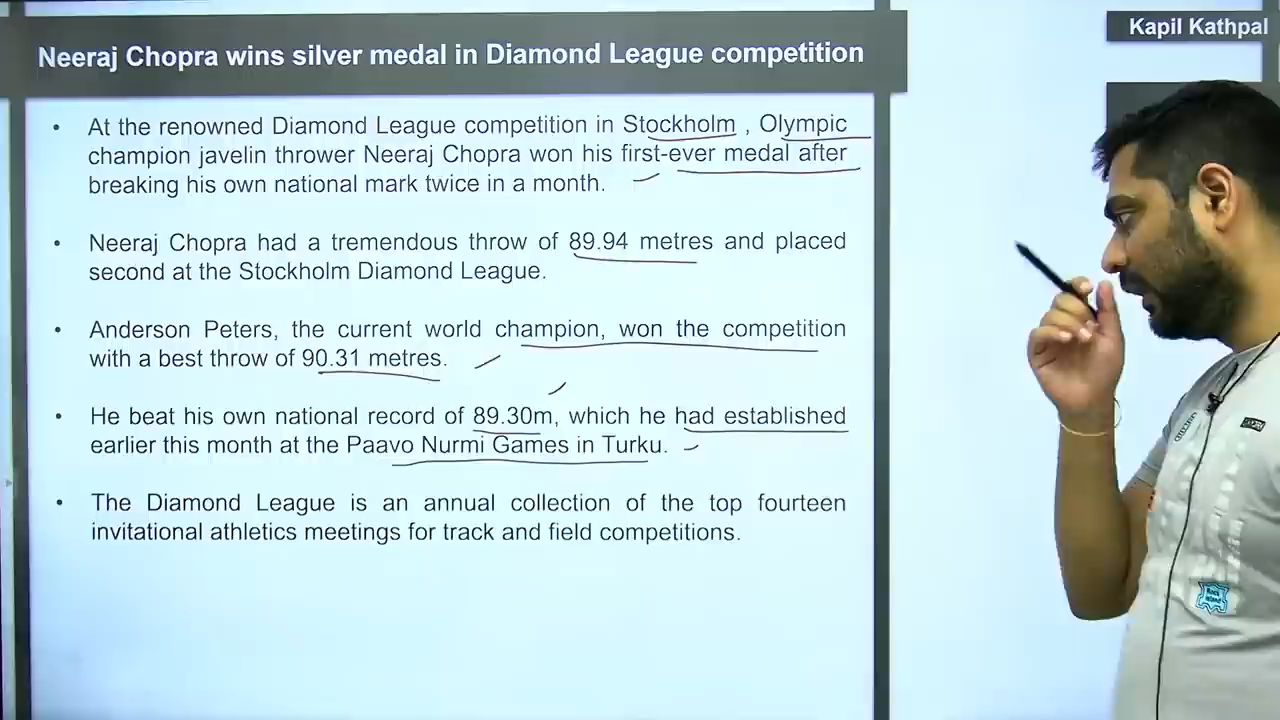 Neeraj Chopra wins silver medal in Diamond League competition
Kapil Kathpal
• At the renowned Diamond League competition in Stockholm , Olympic
champion javelin thrower Neeraj Chopra won his first-ever medal after
breaking his own national mark twice in a month.
• Neeraj Chopra had a tremendous throw of 89.94 metres and placed
second at the Stockholm Diamond League.
• Anderson Peters, the current world champion, won the competition
with a best throw of 90.31 metres.
• He beat his own national record of 89.30m, which he had established
earlier this month at the Paavo Nurmi Games in Turku.
• The Diamond League is an annual collection of the top fourteen
invitational athletics meetings for track and field competitions.
Rock
Island